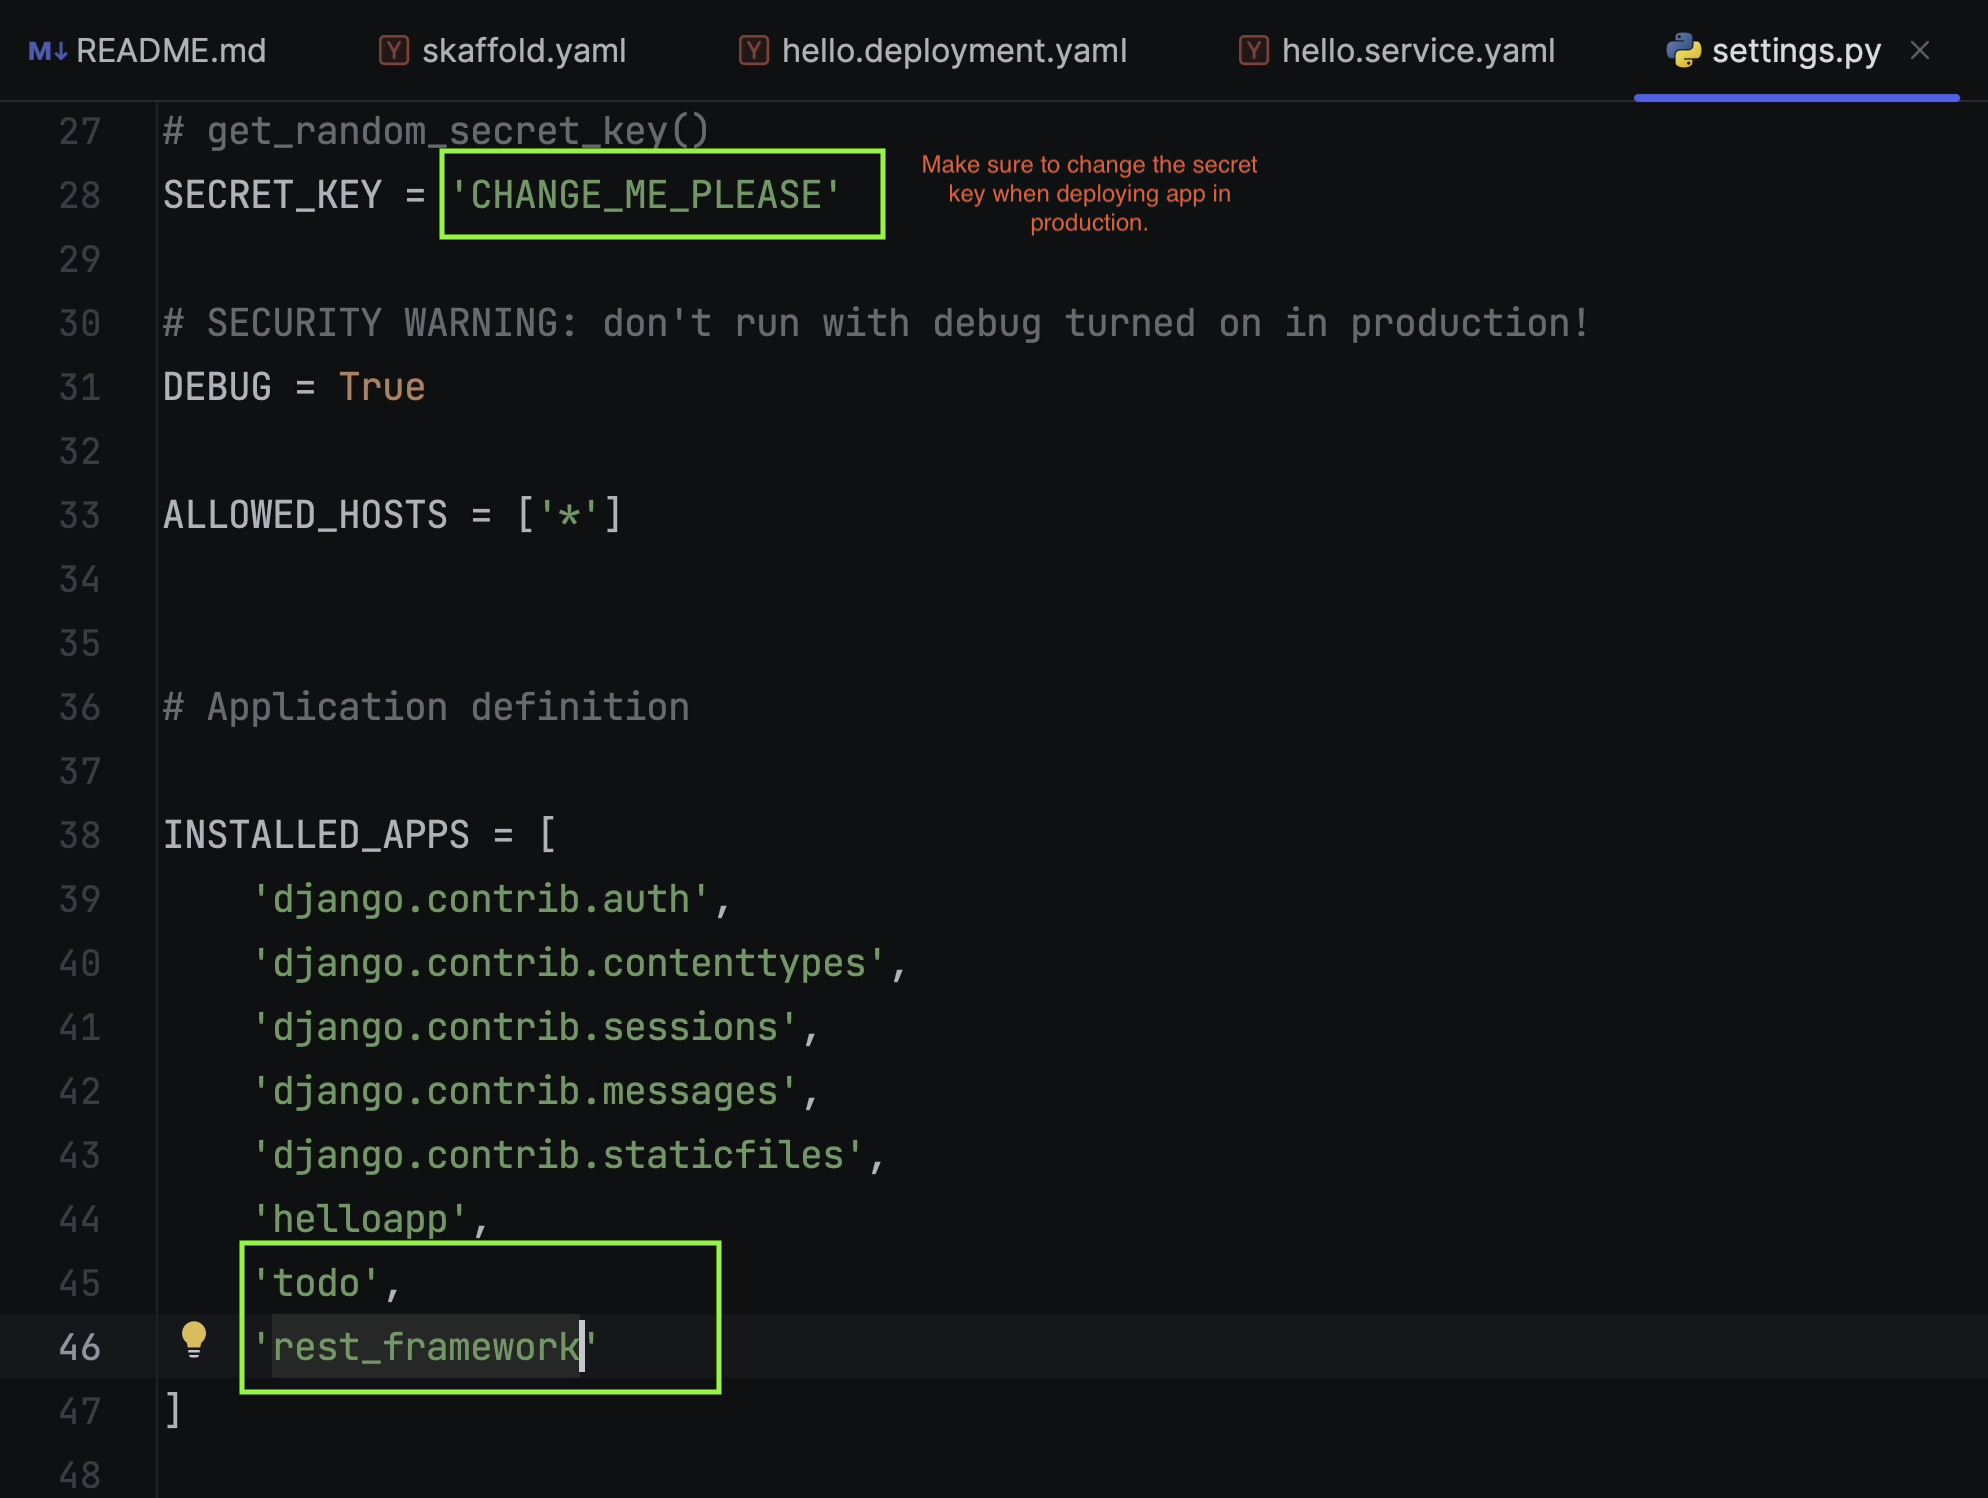 M↓ README.md Y skaffold.yaml Y hello.deployment.yaml Y hello.service.yaml settings.py ×
27 # get_random_secret_key()
28 SECRET_KEY = 'CHANGE_ME_PLEASE'
Make sure to change the secret
key when deploying app in
production.
29
30 # SECURITY WARNING: don't run with debug turned on in production!
31 DEBUG = True
32
33 ALLOWED_HOSTS = ['*']
34
35
36 # Application definition
37
38 INSTALLED_APPS = [
39     'django.contrib.auth',
40     'django.contrib.contenttypes',
41     'django.contrib.sessions',
42     'django.contrib.messages',
43     'django.contrib.staticfiles',
44     'helloapp',
45     'todo',
46     'rest_framework'
47 ]
48